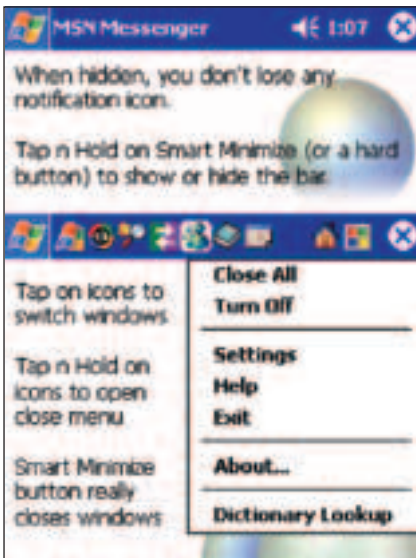 MSN Messenger 1:07
When hidden, you don't lose any
notification icon.
Tap n Hold on Smart Minimize (or a hard
button) to show or hide the bar.
Tap on icons to
switch windows
Tap n Hold on
icons to open
close menu
Smart Minimize
button really
closes windows
Close All
Turn Off
Settings
Help
Exit
About...
Dictionary Lookup